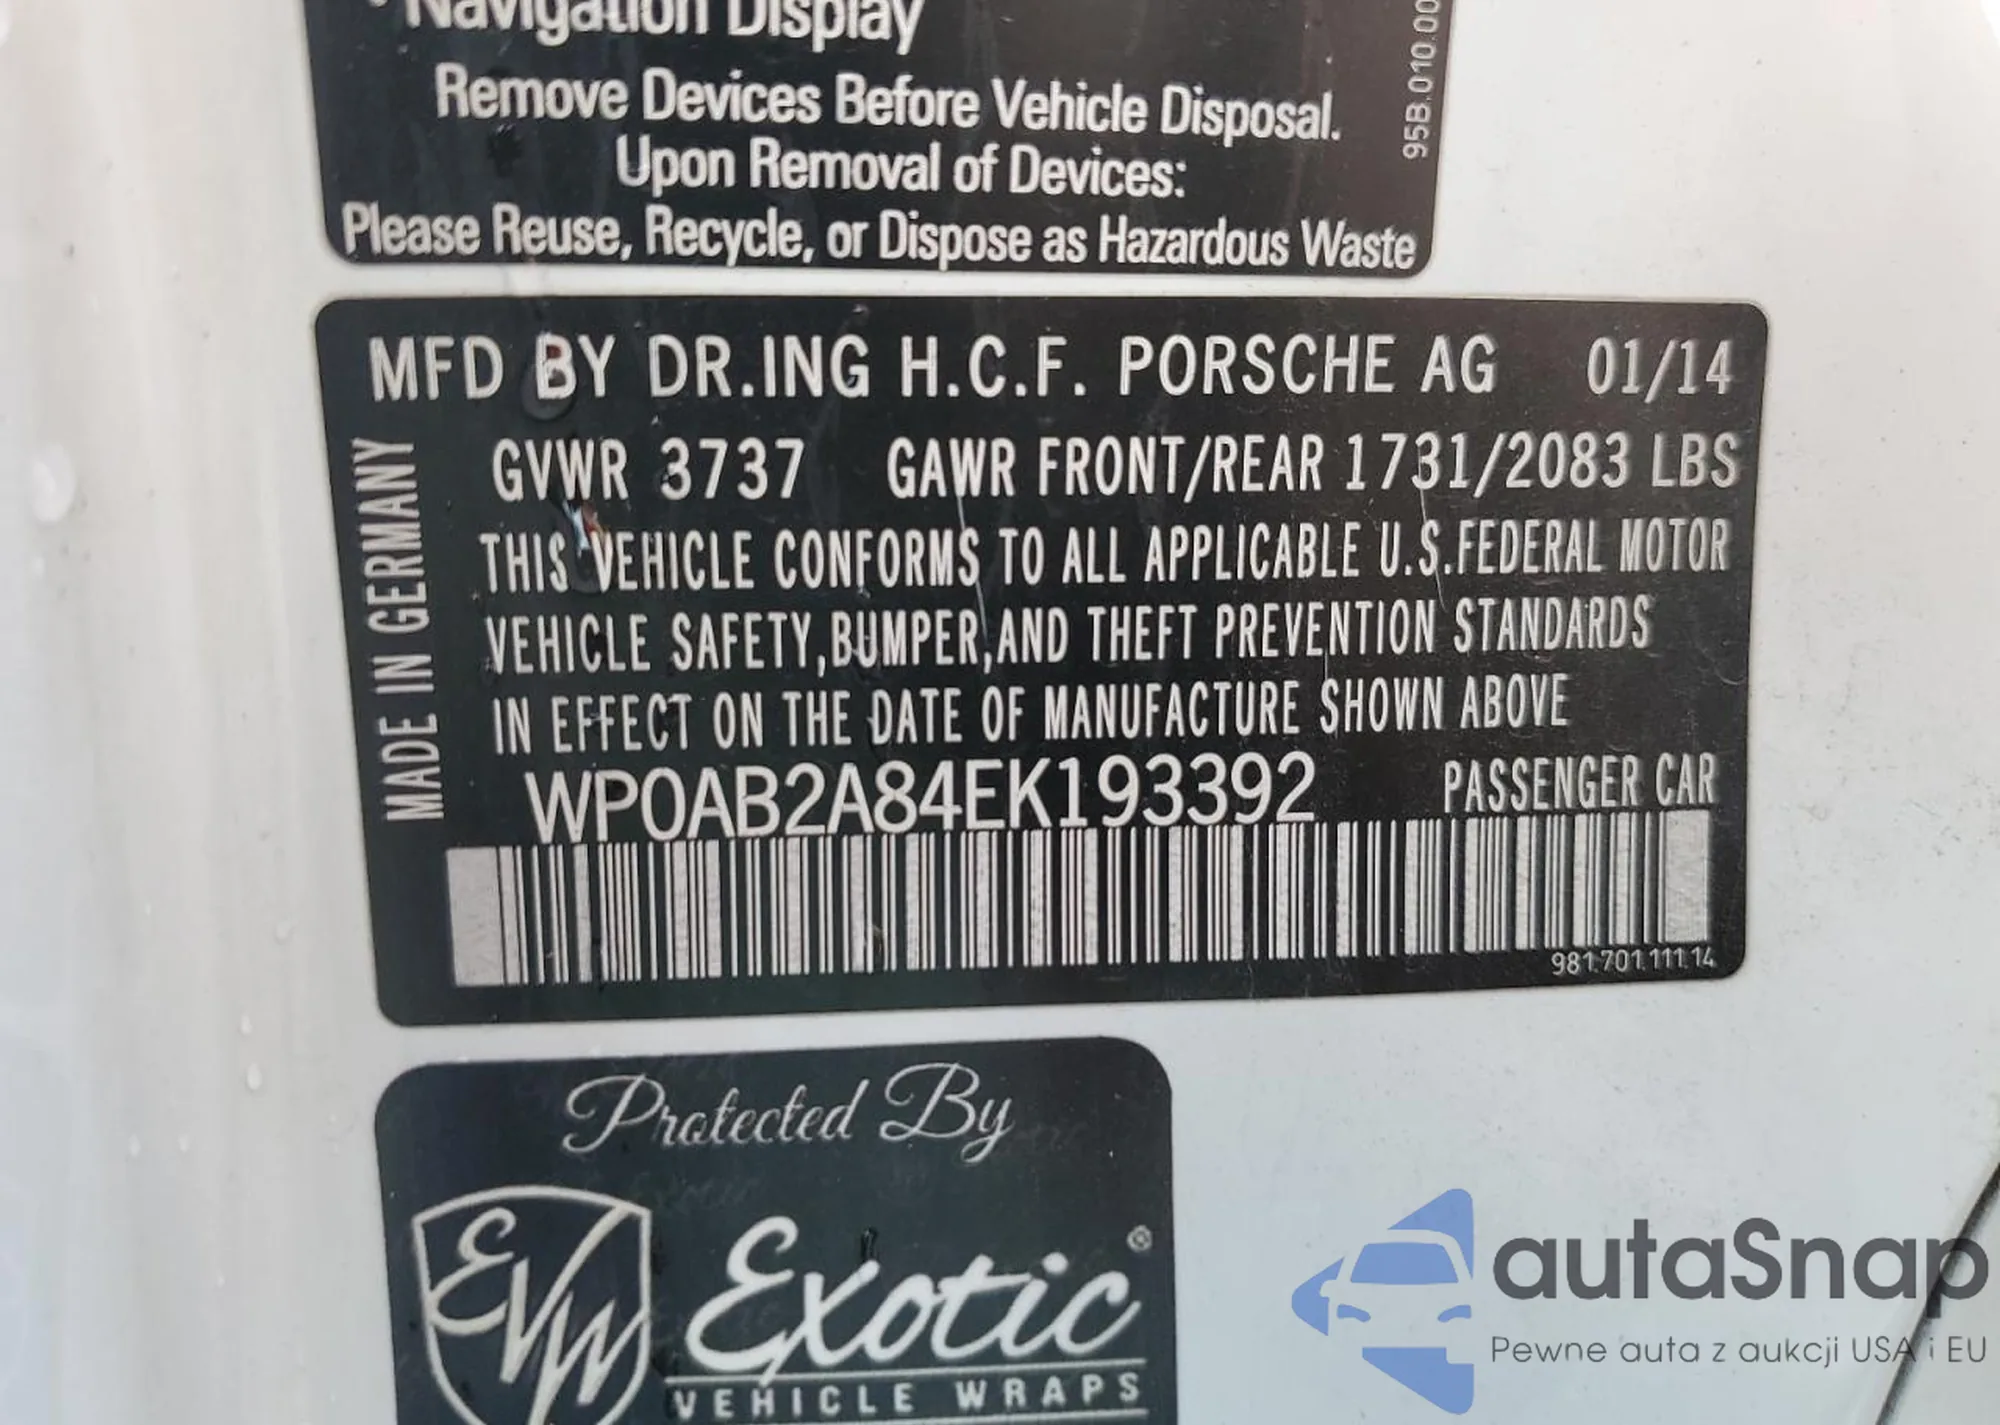 Navigation Display
Remove Devices Before Vehicle Disposal.
Upon Removal of Devices:
Please Reuse, Recycle, or Dispose as Hazardous Waste
95B.010.00
MFD BY DR.ING H.C.F. PORSCHE AG 01/14
GVWR 3737 GAWR FRONT/REAR 1731/2083 LBS
THIS VEHICLE CONFORMS TO ALL APPLICABLE U.S.FEDERAL MOTOR
VEHICLE SAFETY,BUMPER,AND THEFT PREVENTION STANDARDS
IN EFFECT ON THE DATE OF MANUFACTURE SHOWN ABOVE
WP0AB2A84EK193392 PASSENGER CAR
MADE IN GERMANY
981.701.111.14
Protected By
EVW
Exotic®
VEHICLE WRAPS
autaSnap
Pewne auta z aukcji USA i EU